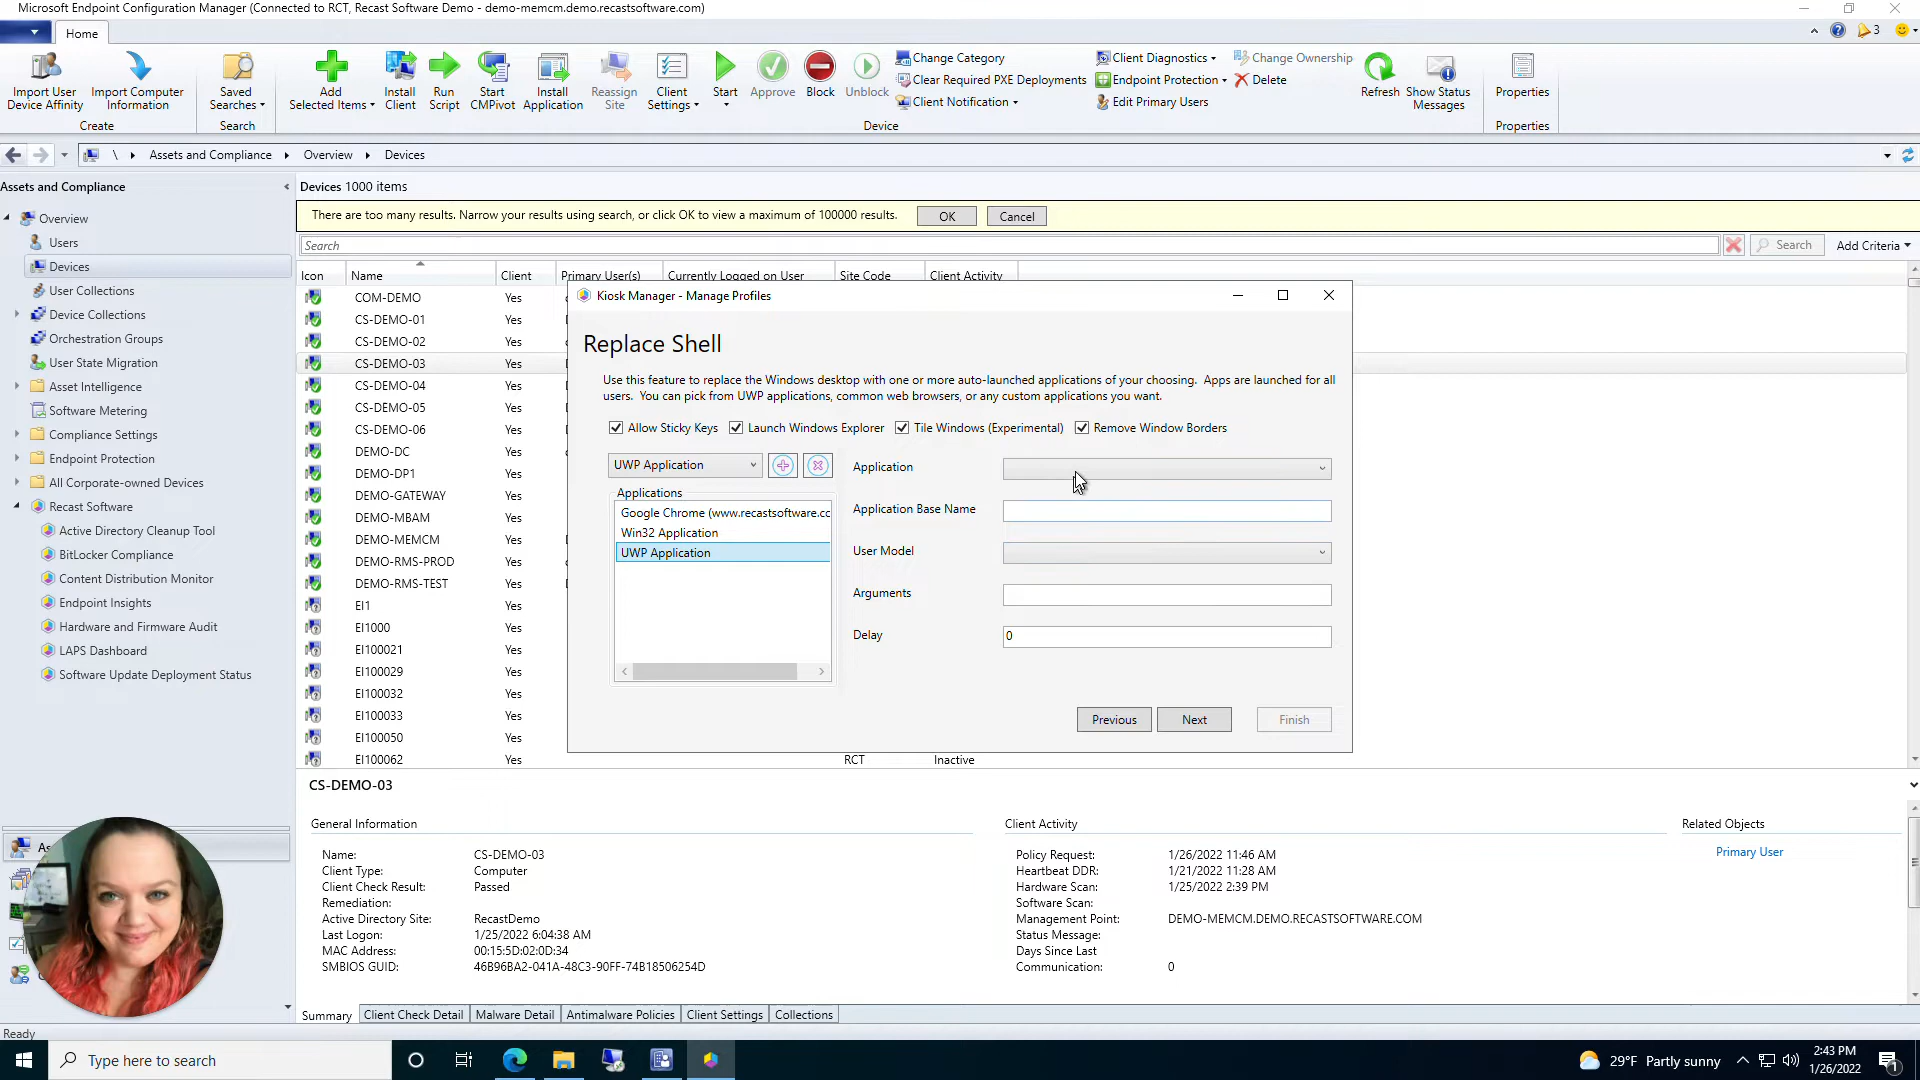 Microsoft Endpoint Configuration Manager (Connected to RCT, Recast Software Demo - demo-memcm.demo.recastsoftware.com)
Home
3
Import User Device Affinity
Import Computer Information
Create
Saved Searches
Search
Add Selected Items
Install Client
Run Script
Start CMPivot
Install Application
Reassign Site
Client Settings
Start
Approve
Block
Unblock
Change Category
Clear Required PXE Deployments
Client Notification
Client Diagnostics
Endpoint Protection
Edit Primary Users
Change Ownership
Delete
Device
Refresh
Show Status Messages
Properties
Properties
\ Assets and Compliance Overview Devices
Assets and Compliance
Overview
Users
Devices
User Collections
Device Collections
Orchestration Groups
User State Migration
Asset Intelligence
Software Metering
Compliance Settings
Endpoint Protection
All Corporate-owned Devices
Recast Software
Active Directory Cleanup Tool
BitLocker Compliance
Content Distribution Monitor
Endpoint Insights
Hardware and Firmware Audit
LAPS Dashboard
Software Update Deployment Status
Devices 1000 items
There are too many results. Narrow your results using search, or click OK to view a maximum of 100000 results. OK Cancel
Search Search Add Criteria
Icon Name Client Primary User(s) Currently Logged on User Site Code Client Activity
COM-DEMO Yes
CS-DEMO-01 Yes
CS-DEMO-02 Yes
CS-DEMO-03 Yes
CS-DEMO-04 Yes
CS-DEMO-05 Yes
CS-DEMO-06 Yes
DEMO-DC Yes
DEMO-DP1 Yes
DEMO-GATEWAY Yes
DEMO-MBAM Yes
DEMO-MEMCM Yes
DEMO-RMS-PROD Yes
DEMO-RMS-TEST Yes
EI1 Yes
EI1000 Yes
EI100021 Yes
EI100029 Yes
EI100032 Yes
EI100033 Yes
EI100050 Yes
EI100062 Yes RCT Inactive
Kiosk Manager - Manage Profiles
Replace Shell
Use this feature to replace the Windows desktop with one or more auto-launched applications of your choosing. Apps are launched for all
users. You can pick from UWP applications, common web browsers, or any custom applications you want.
Allow Sticky Keys Launch Windows Explorer Tile Windows (Experimental) Remove Window Borders
UWP Application
Applications
Google Chrome (www.recastsoftware.cc
Win32 Application
UWP Application
Application
Application Base Name
User Model
Arguments
Delay 0
Previous Next Finish
CS-DEMO-03
General Information
Name: CS-DEMO-03
Client Type: Computer
Client Check Result: Passed
Remediation:
Active Directory Site: RecastDemo
Last Logon: 1/25/2022 6:04:38 AM
MAC Address: 00:15:5D:02:0D:34
SMBIOS GUID: 46B96BA2-041A-48C3-90FF-74B18506254D
Client Activity
Policy Request: 1/26/2022 11:46 AM
Heartbeat DDR: 1/21/2022 11:28 AM
Hardware Scan: 1/25/2022 2:39 PM
Software Scan:
Management Point: DEMO-MEMCM.DEMO.RECASTSOFTWARE.COM
Status Message:
Days Since Last
Communication: 0
Related Objects
Primary User
Summary Client Check Detail Malware Detail Antimalware Policies Client Settings Collections
Ready
Type here to search
29°F Partly sunny
2:43 PM
1/26/2022
1